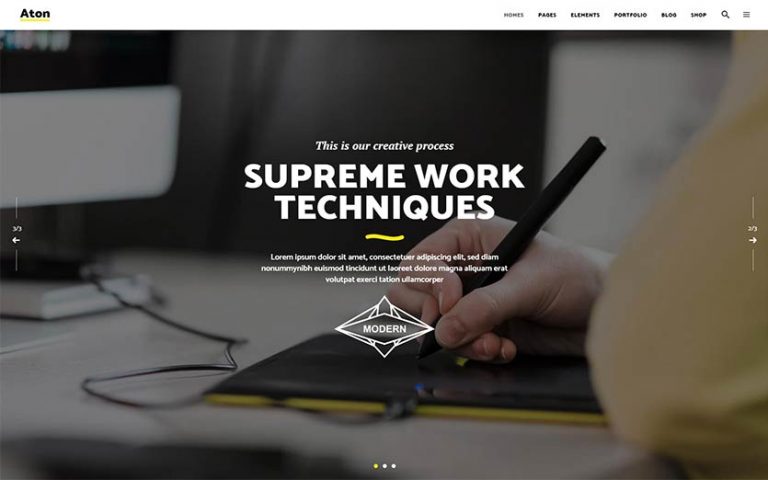 Aton
HOMES PAGES ELEMENTS PORTFOLIO BLOG SHOP
This is our creative process
SUPREME WORK
TECHNIQUES
3/3
2/3
Lorem ipsum dolor sit amet, consectetuer adipiscing elit, sed diam
nonummynibh euismod tincidunt ut laoreet dolore magna aliquam erat
volutpat exerci tation ullamcorper
MODERN